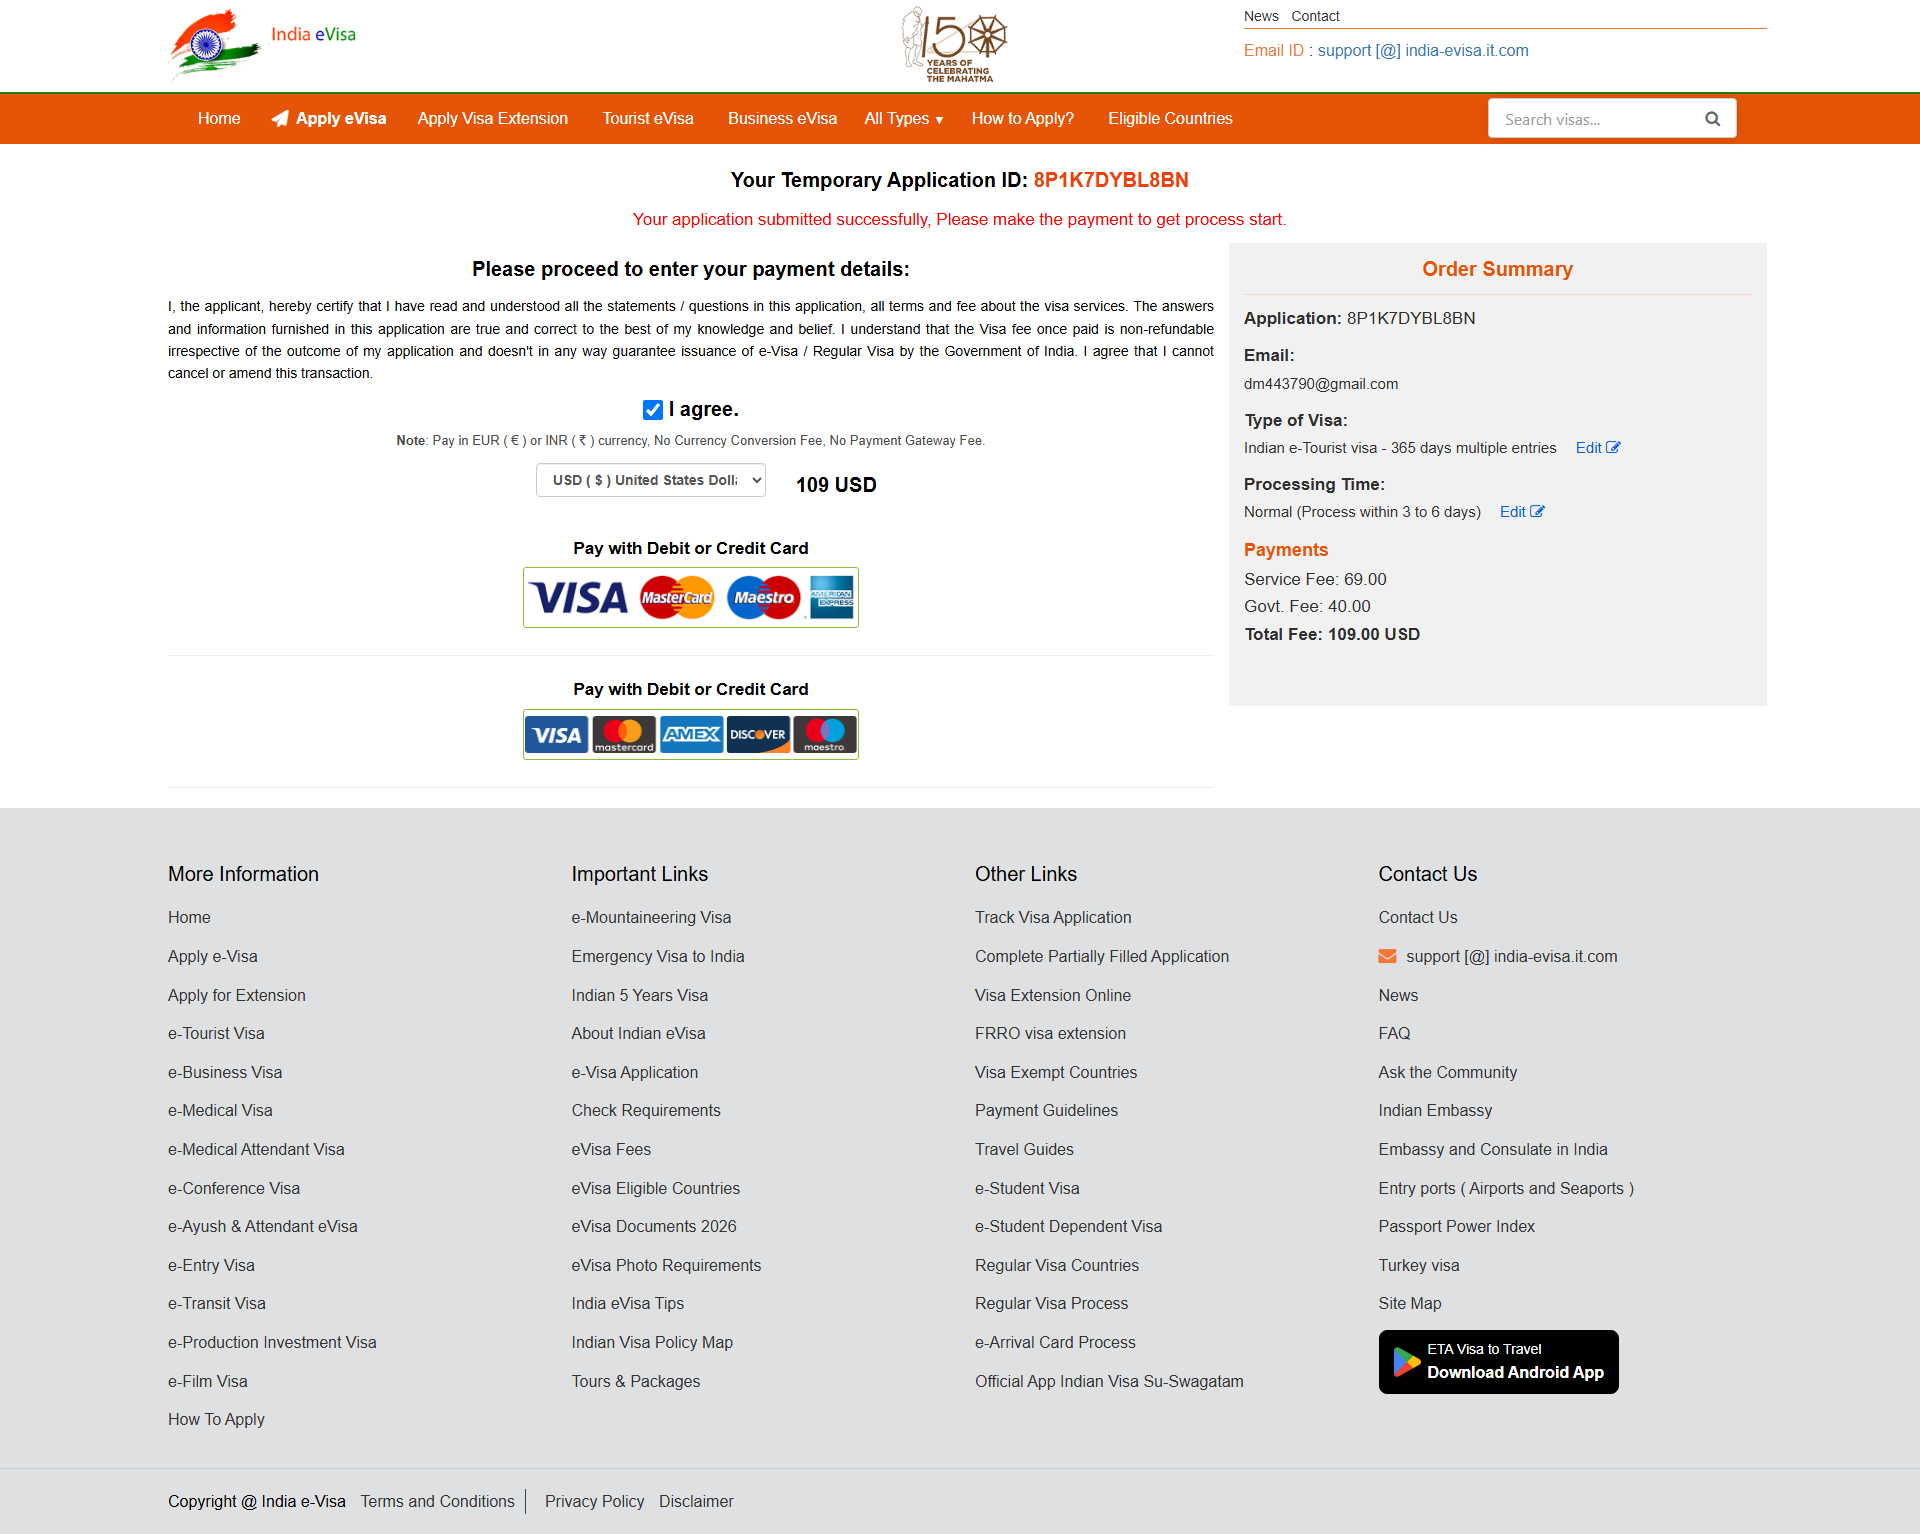 India eVisa
150
YEARS OF
CELEBRATING
THE MAHATMA
News Contact
Email ID : support [@] india-evisa.it.com
Home Apply eVisa Apply Visa Extension Tourist eVisa Business eVisa All Types ▼ How to Apply? Eligible Countries Search visas...
Your Temporary Application ID: 8P1K7DYBL8BN
Your application submitted successfully, Please make the payment to get process start.
Please proceed to enter your payment details:
I, the applicant, hereby certify that I have read and understood all the statements / questions in this application, all terms and fee about the visa services. The answers
and information furnished in this application are true and correct to the best of my knowledge and belief. I understand that the Visa fee once paid is non-refundable
irrespective of the outcome of my application and doesn't in any way guarantee issuance of e-Visa / Regular Visa by the Government of India. I agree that I cannot
cancel or amend this transaction.
I agree.
Note: Pay in EUR ( € ) or INR ( ₹ ) currency, No Currency Conversion Fee, No Payment Gateway Fee.
USD ( $ ) United States Doll
109 USD
Pay with Debit or Credit Card
VISA MasterCard Maestro AMERICAN EXPRESS
Pay with Debit or Credit Card
VISA mastercard AMEX DISCOVER maestro
Order Summary
Application: 8P1K7DYBL8BN
Email:
dm443790@gmail.com
Type of Visa:
Indian e-Tourist visa - 365 days multiple entries Edit
Processing Time:
Normal (Process within 3 to 6 days) Edit
Payments
Service Fee: 69.00
Govt. Fee: 40.00
Total Fee: 109.00 USD
More Information
Home
Apply e-Visa
Apply for Extension
e-Tourist Visa
e-Business Visa
e-Medical Visa
e-Medical Attendant Visa
e-Conference Visa
e-Ayush & Attendant eVisa
e-Entry Visa
e-Transit Visa
e-Production Investment Visa
e-Film Visa
How To Apply
Important Links
e-Mountaineering Visa
Emergency Visa to India
Indian 5 Years Visa
About Indian eVisa
e-Visa Application
Check Requirements
eVisa Fees
eVisa Eligible Countries
eVisa Documents 2026
eVisa Photo Requirements
India eVisa Tips
Indian Visa Policy Map
Tours & Packages
Other Links
Track Visa Application
Complete Partially Filled Application
Visa Extension Online
FRRO visa extension
Visa Exempt Countries
Payment Guidelines
Travel Guides
e-Student Visa
e-Student Dependent Visa
Regular Visa Countries
Regular Visa Process
e-Arrival Card Process
Official App Indian Visa Su-Swagatam
Contact Us
Contact Us
support [@] india-evisa.it.com
News
FAQ
Ask the Community
Indian Embassy
Embassy and Consulate in India
Entry ports ( Airports and Seaports )
Passport Power Index
Turkey visa
Site Map
ETA Visa to Travel
Download Android App
Copyright @ India e-Visa Terms and Conditions Privacy Policy Disclaimer